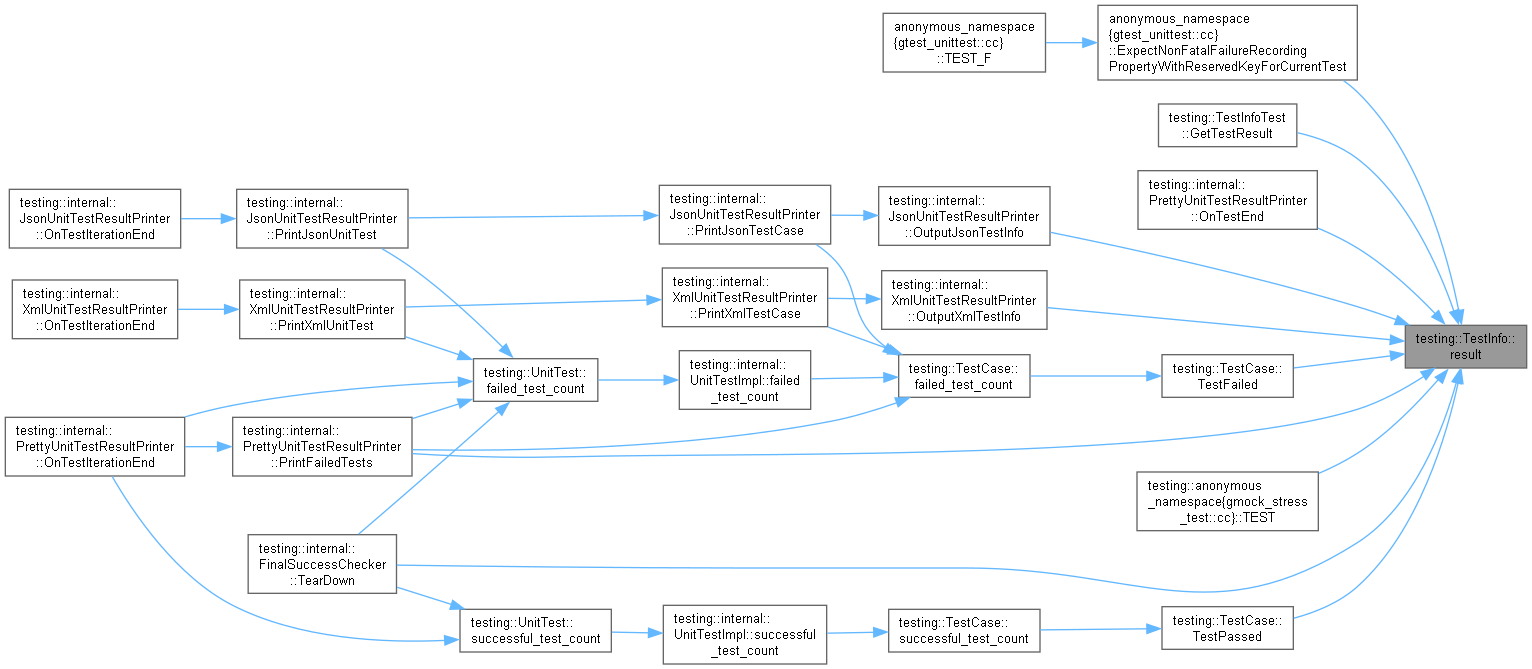 anonymous_namespace
{gtest_unittest::cc}
::TEST_F
anonymous_namespace
{gtest_unittest::cc}
::ExpectNonFatalFailureRecording
PropertyWithReservedKeyForCurrentTest
testing::TestInfoTest
::GetTestResult
testing::internal::
PrettyUnitTestResultPrinter
::OnTestEnd
testing::internal::
JsonUnitTestResultPrinter
::OnTestIterationEnd
testing::internal::
JsonUnitTestResultPrinter
::PrintJsonUnitTest
testing::internal::
JsonUnitTestResultPrinter
::PrintJsonTestCase
testing::internal::
JsonUnitTestResultPrinter
::OutputJsonTestInfo
testing::internal::
XmlUnitTestResultPrinter
::OnTestIterationEnd
testing::internal::
XmlUnitTestResultPrinter
::PrintXmlUnitTest
testing::internal::
XmlUnitTestResultPrinter
::PrintXmlTestCase
testing::internal::
XmlUnitTestResultPrinter
::OutputXmlTestInfo
testing::TestInfo::
result
testing::UnitTest::
failed_test_count
testing::internal::
UnitTestImpl::failed
_test_count
testing::TestCase::
failed_test_count
testing::TestCase::
TestFailed
testing::internal::
PrettyUnitTestResultPrinter
::OnTestIterationEnd
testing::internal::
PrettyUnitTestResultPrinter
::PrintFailedTests
testing::anonymous
_namespace{gmock_stress
_test::cc}::TEST
testing::internal::
FinalSuccessChecker
::TearDown
testing::UnitTest::
successful_test_count
testing::internal::
UnitTestImpl::successful
_test_count
testing::TestCase::
successful_test_count
testing::TestCase::
TestPassed